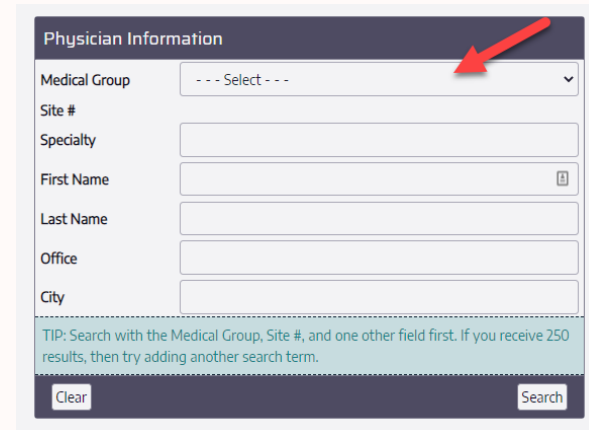 Physician Information
Medical Group - - - Select - - -
Site #
Specialty
First Name
Last Name
Office
City
TIP: Search with the Medical Group, Site #, and one other field first. If you receive 250
results, then try adding another search term.
Clear Search